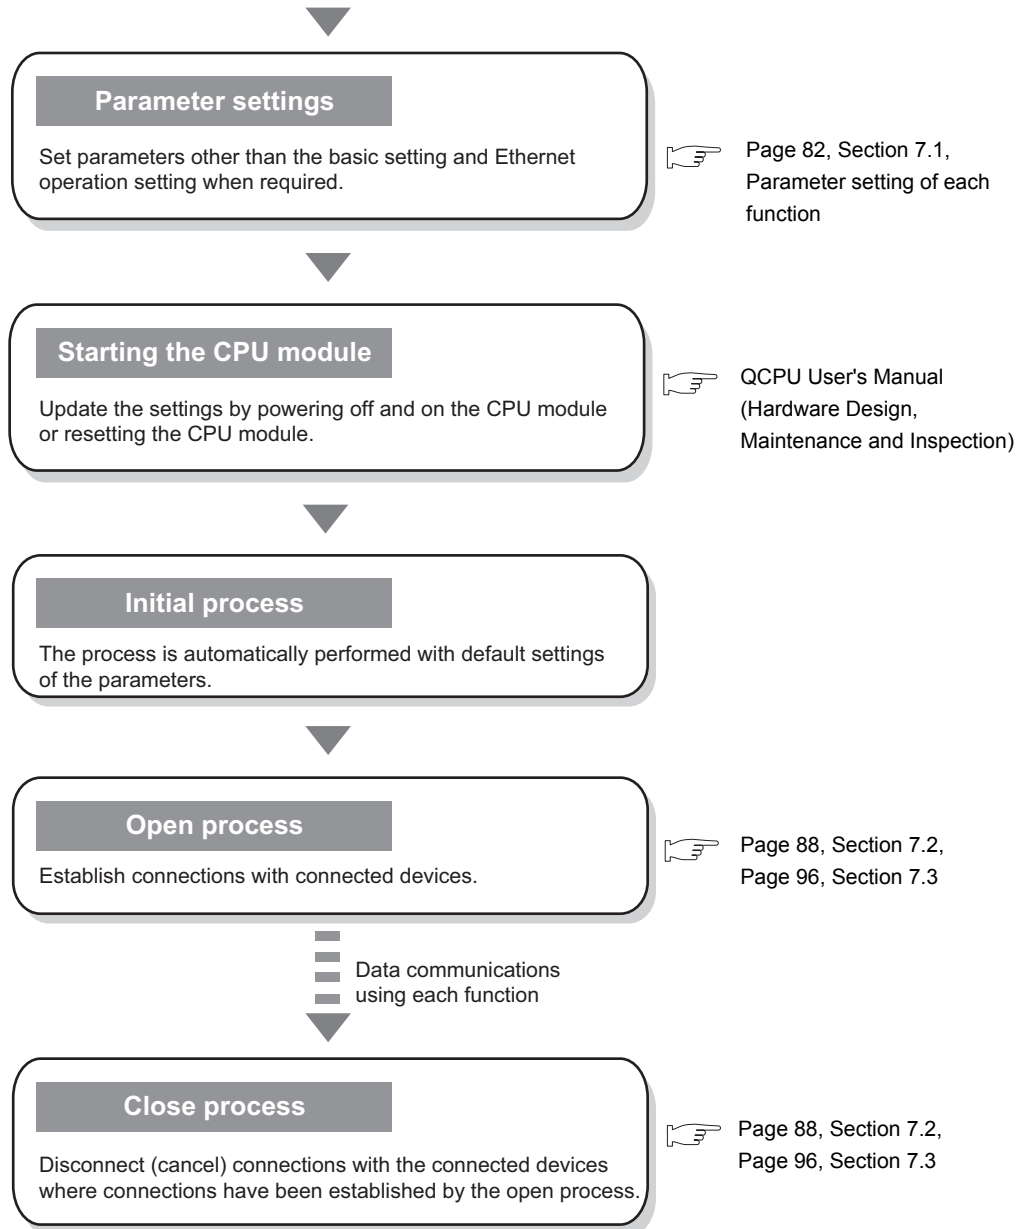 Parameter settings
Set parameters other than the basic setting and Ethernet
operation setting when required.
Page 82, Section 7.1,
Parameter setting of each
function
Starting the CPU module
Update the settings by powering off and on the CPU module
or resetting the CPU module.
QCPU User's Manual
(Hardware Design,
Maintenance and Inspection)
Initial process
The process is automatically performed with default settings
of the parameters.
Open process
Establish connections with connected devices.
Page 88, Section 7.2,
Page 96, Section 7.3
Data communications
using each function
Close process
Disconnect (cancel) connections with the connected devices
where connections have been established by the open process.
Page 88, Section 7.2,
Page 96, Section 7.3